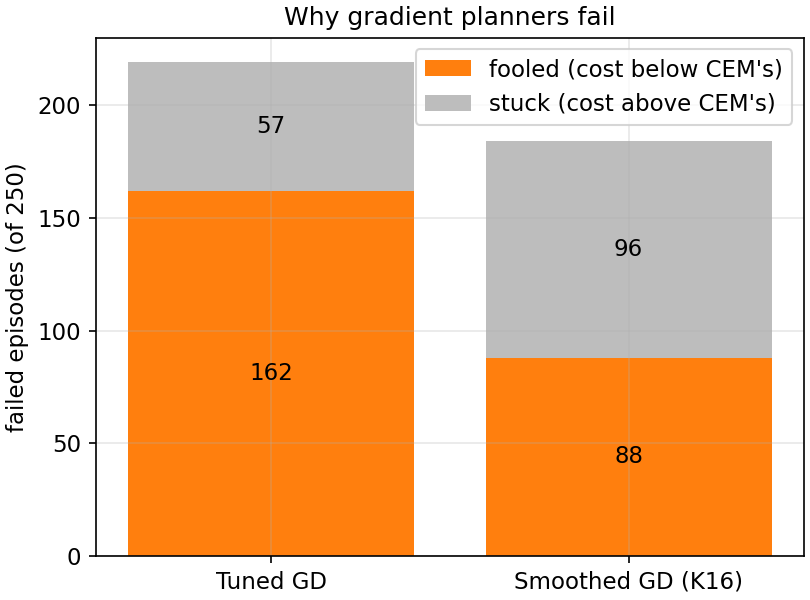 Why gradient planners fail
fooled (cost below CEM's)
stuck (cost above CEM's)
failed episodes (of 250)
200
150
100
50
0
57
162
96
88
Tuned GD
Smoothed GD (K16)